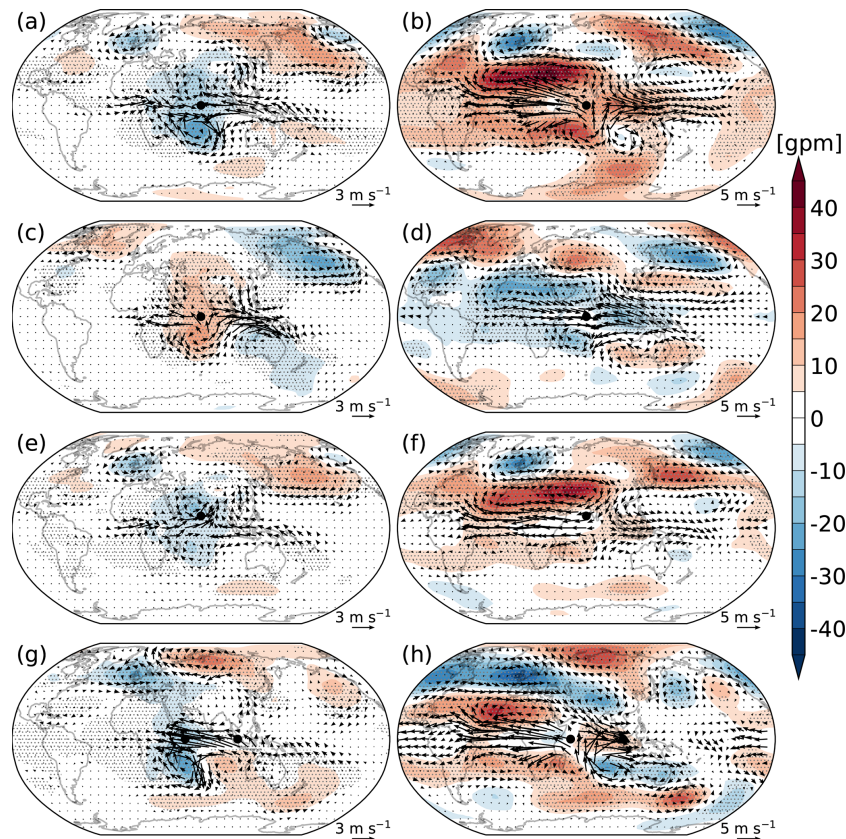 (a)
(b)
[gpm]
3 m s⁻¹
5 m s⁻¹
40
(c)
(d)
30
20
10
3 m s⁻¹
5 m s⁻¹
0
(e)
(f)
-10
-20
-30
3 m s⁻¹
5 m s⁻¹
-40
(g)
(h)
3 m s⁻¹
5 m s⁻¹